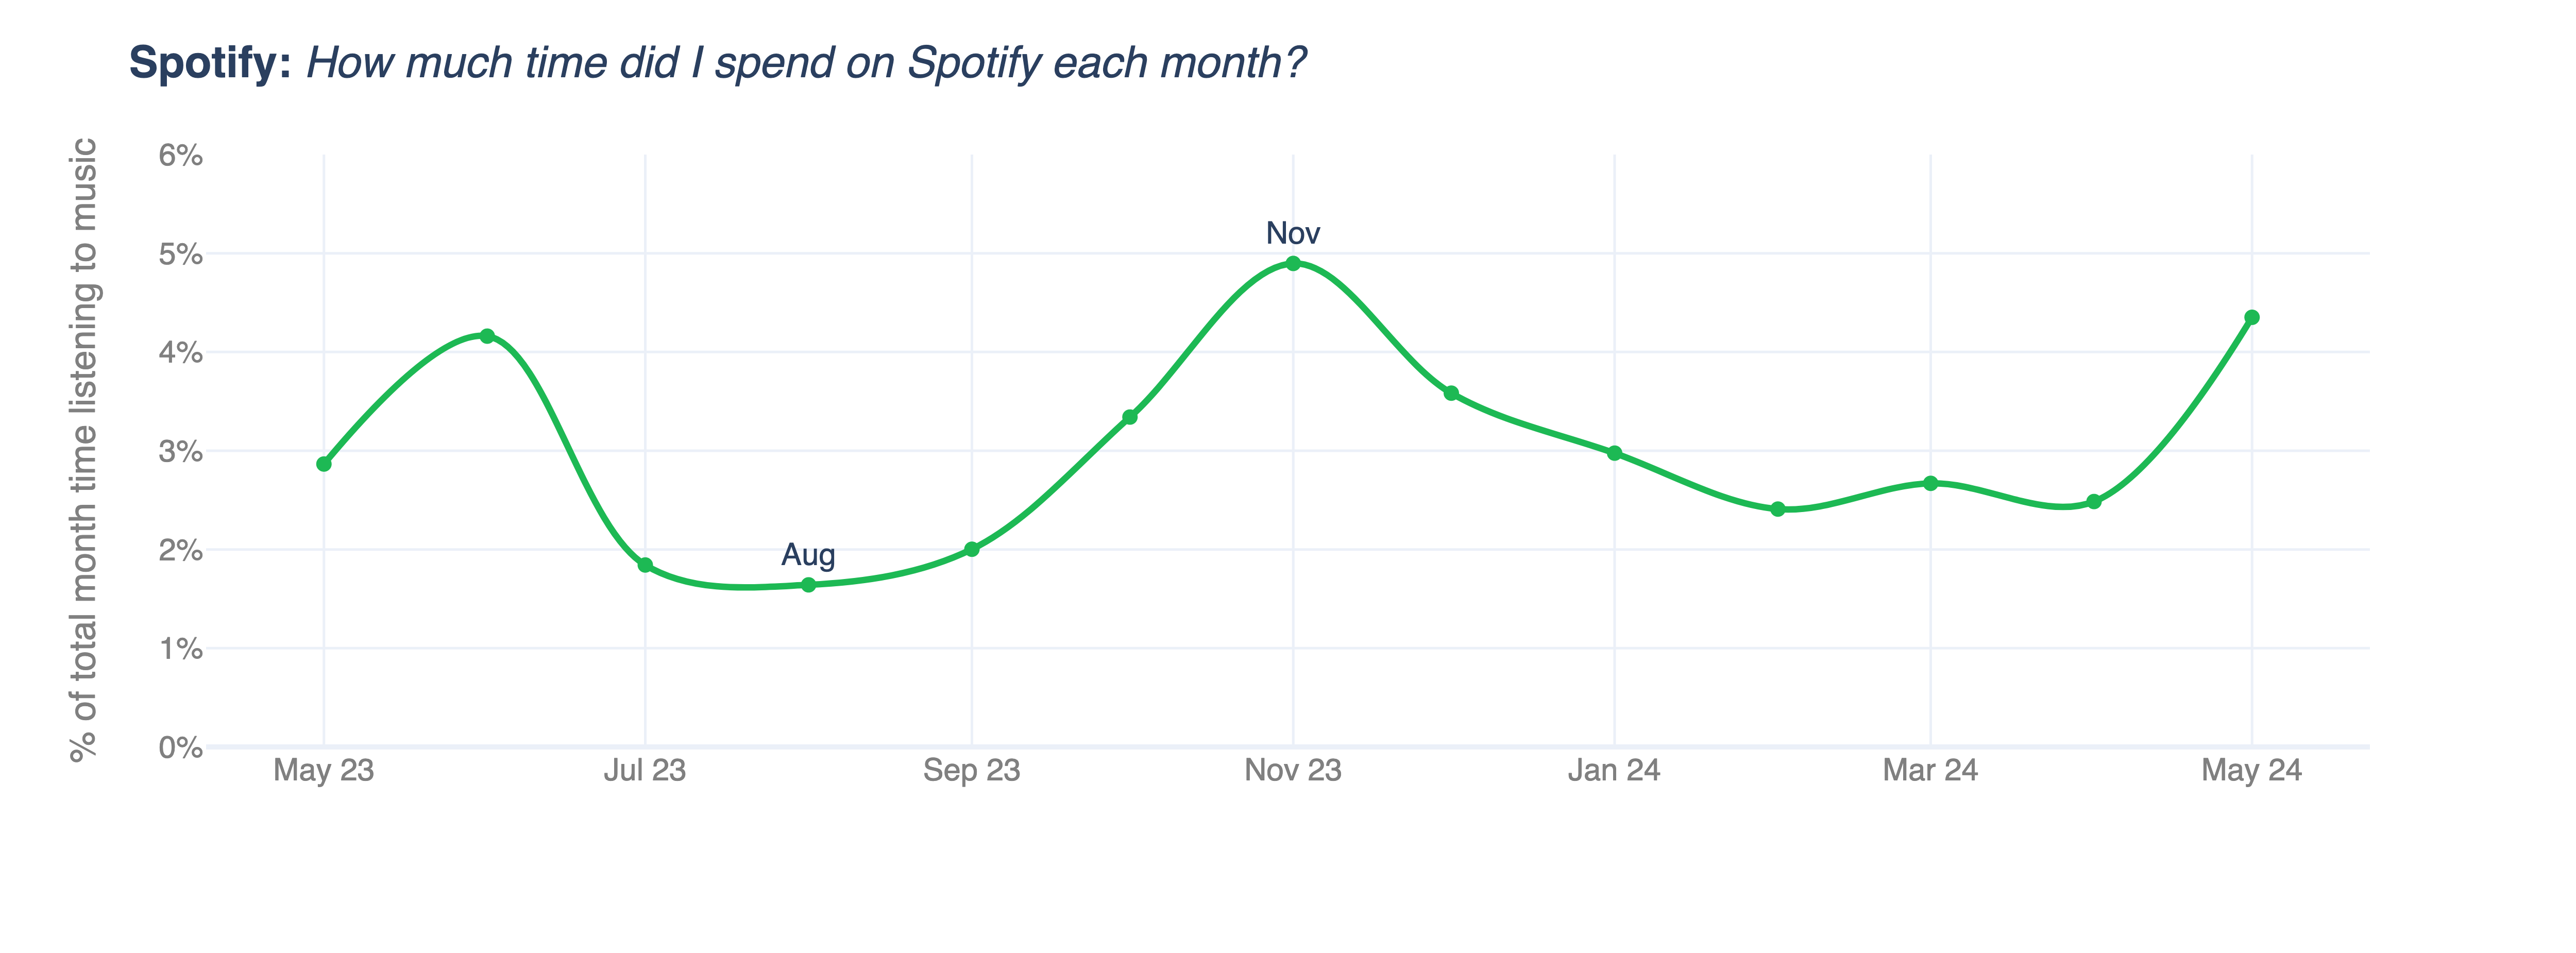 Spotify: How much time did I spend on Spotify each month?
% of total month time listening to music
6%
5%
4%
3%
2%
1%
0%
Nov
Aug
May 23 Jul 23 Sep 23 Nov 23 Jan 24 Mar 24 May 24